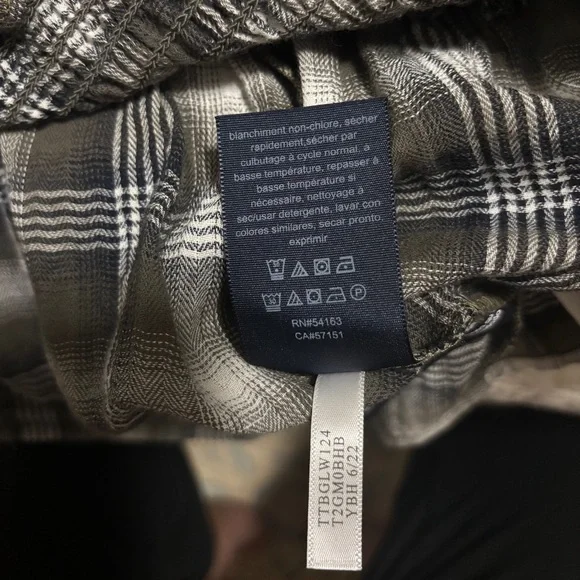 blanchiment non-chlore, sécher
rapidement,sécher par
culbutage à cycle normal, à
basse température, repasser à
basse température si
nécessaire, nettoyage à
sec/usar detergente, lavar con
colores similares, secar pronto,
exprimir
P
RN#54163
CA#57151
TTBGLW124
T2GM0BHB
YBH 6/22